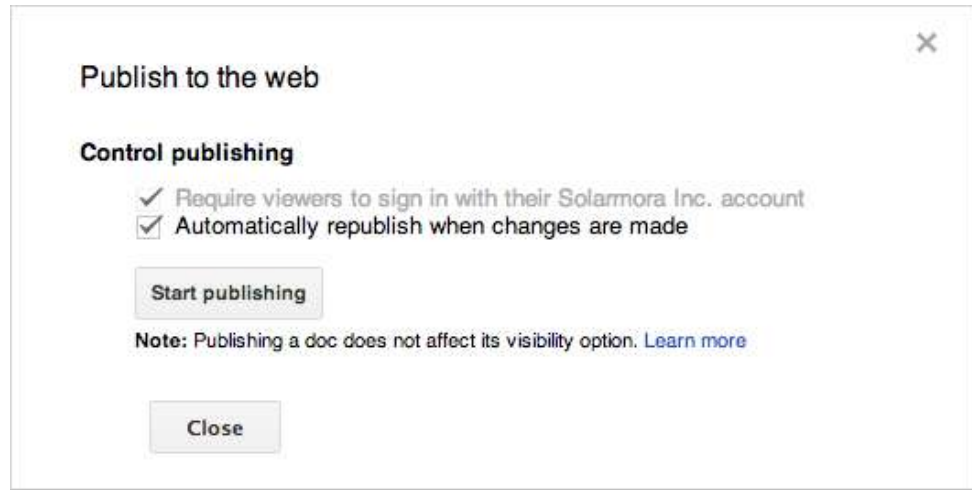 Publish to the web
Control publishing
Require viewers to sign in with their Solarmora Inc. account
Automatically republish when changes are made
Start publishing
Note: Publishing a doc does not affect its visibility option. Learn more
Close